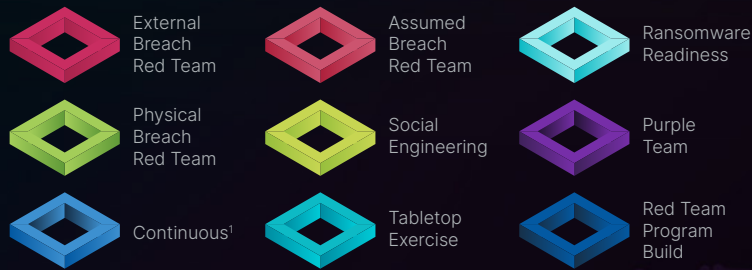 External
Breach
Red Team
Assumed
Breach
Red Team
Ransomware
Readiness
Physical
Breach
Red Team
Social
Engineering
Purple
Team
Continuous¹
Tabletop
Exercise
Red Team
Program
Build